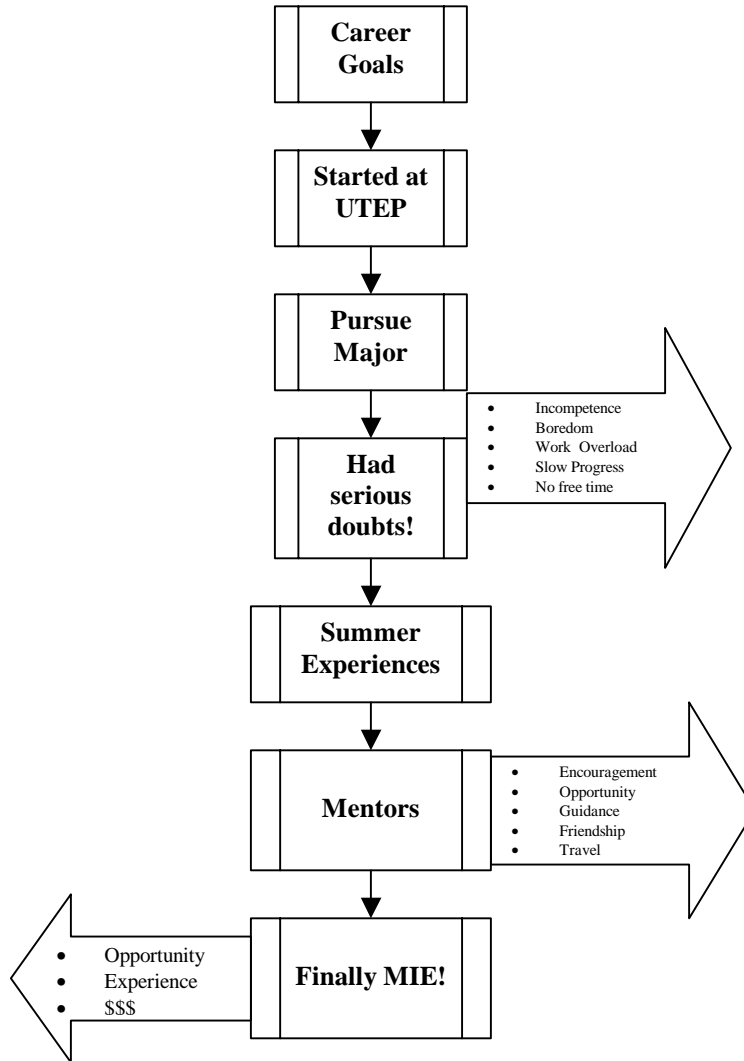 Career
Goals
Started at
UTEP
Pursue
Major
• Incompetence
• Boredom
• Work Overload
• Slow Progress
• No free time
Had
serious
doubts!
Summer
Experiences
Mentors
• Encouragement
• Opportunity
• Guidance
• Friendship
• Travel
• Opportunity
• Experience
• $$$
Finally MIE!